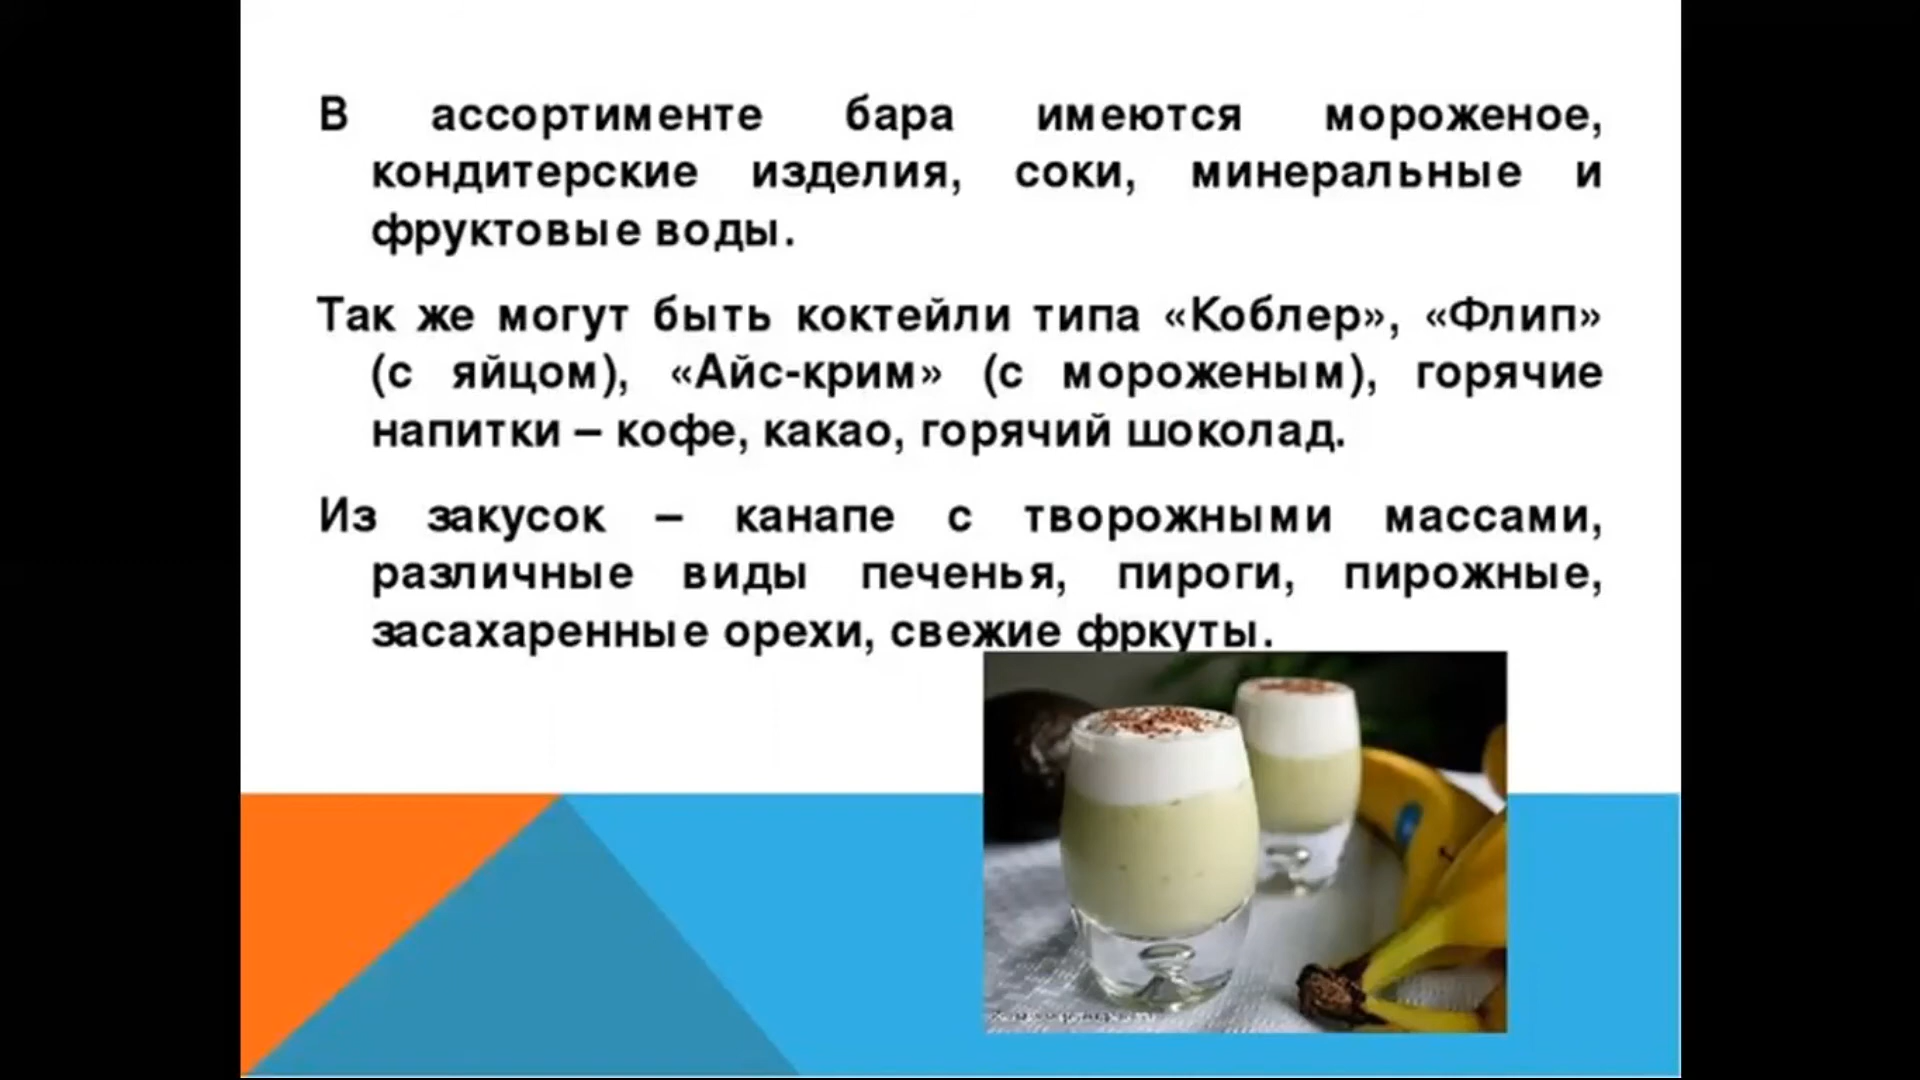 В ассортименте бара имеются мороженое,
кондитерские изделия, соки, минеральные и
фруктовые воды.
Так же могут быть коктейли типа «Коблер», «Флип»
(с яйцом), «Айс-крим» (с мороженым), горячие
напитки – кофе, какао, горячий шоколад.
Из закусок – канапе с творожными массами,
различные виды печенья, пироги, пирожные,
засахаренные орехи, свежие фркуты.